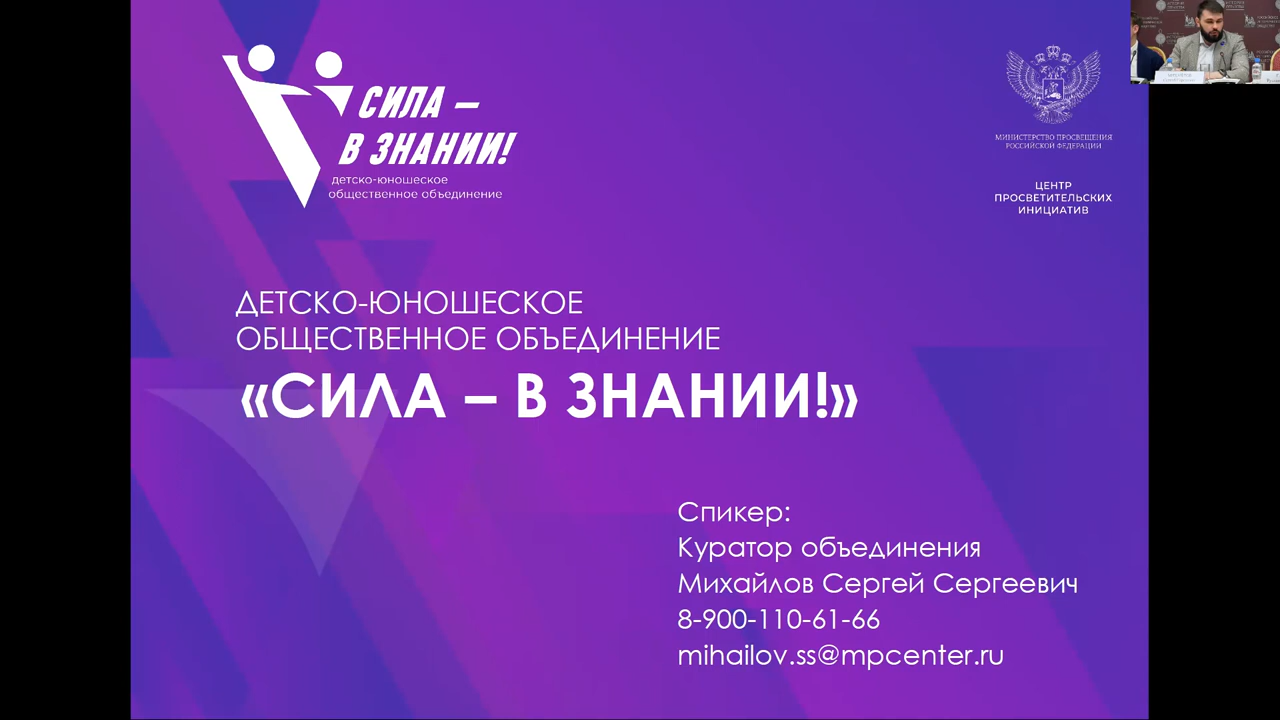 СИЛА –
В ЗНАНИИ!
детско-юношеское
общественное объединение
МИНИСТЕРСТВО ПРОСВЕЩЕНИЯ
РОССИЙСКОЙ ФЕДЕРАЦИИ
ЦЕНТР
ПРОСВЕТИТЕЛЬСКИХ
ИНИЦИАТИВ
ДЕТСКО-ЮНОШЕСКОЕ
ОБЩЕСТВЕННОЕ ОБЪЕДИНЕНИЕ
«СИЛА – В ЗНАНИИ!»
Спикер:
Куратор объединения
Михайлов Сергей Сергеевич
8-900-110-61-66
mihailov.ss@mpcenter.ru